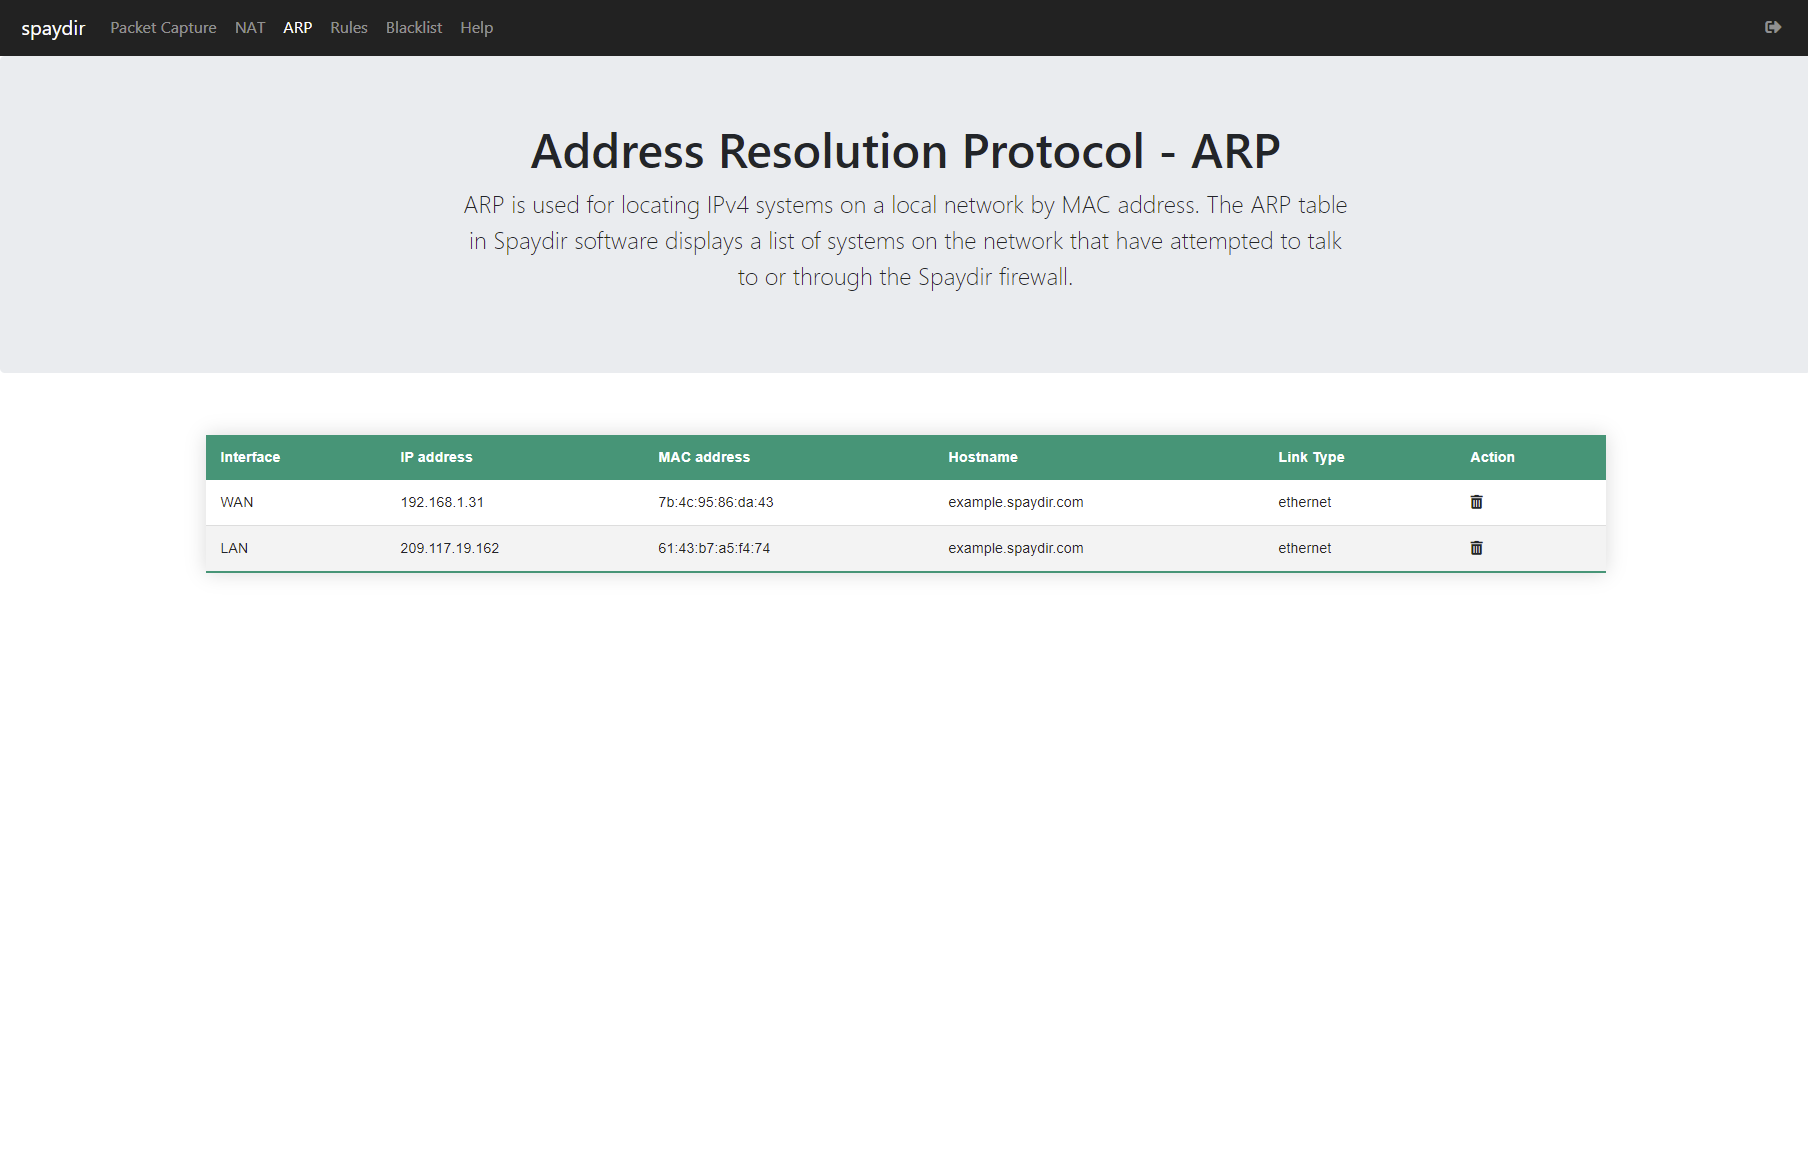 spaydir Packet Capture NAT ARP Rules Blacklist Help
Address Resolution Protocol - ARP
ARP is used for locating IPv4 systems on a local network by MAC address. The ARP table
in Spaydir software displays a list of systems on the network that have attempted to talk
to or through the Spaydir firewall.
Interface IP address MAC address Hostname Link Type Action
WAN 192.168.1.31 7b:4c:95:86:da:43 example.spaydir.com ethernet
LAN 209.117.19.162 61:43:b7:a5:f4:74 example.spaydir.com ethernet